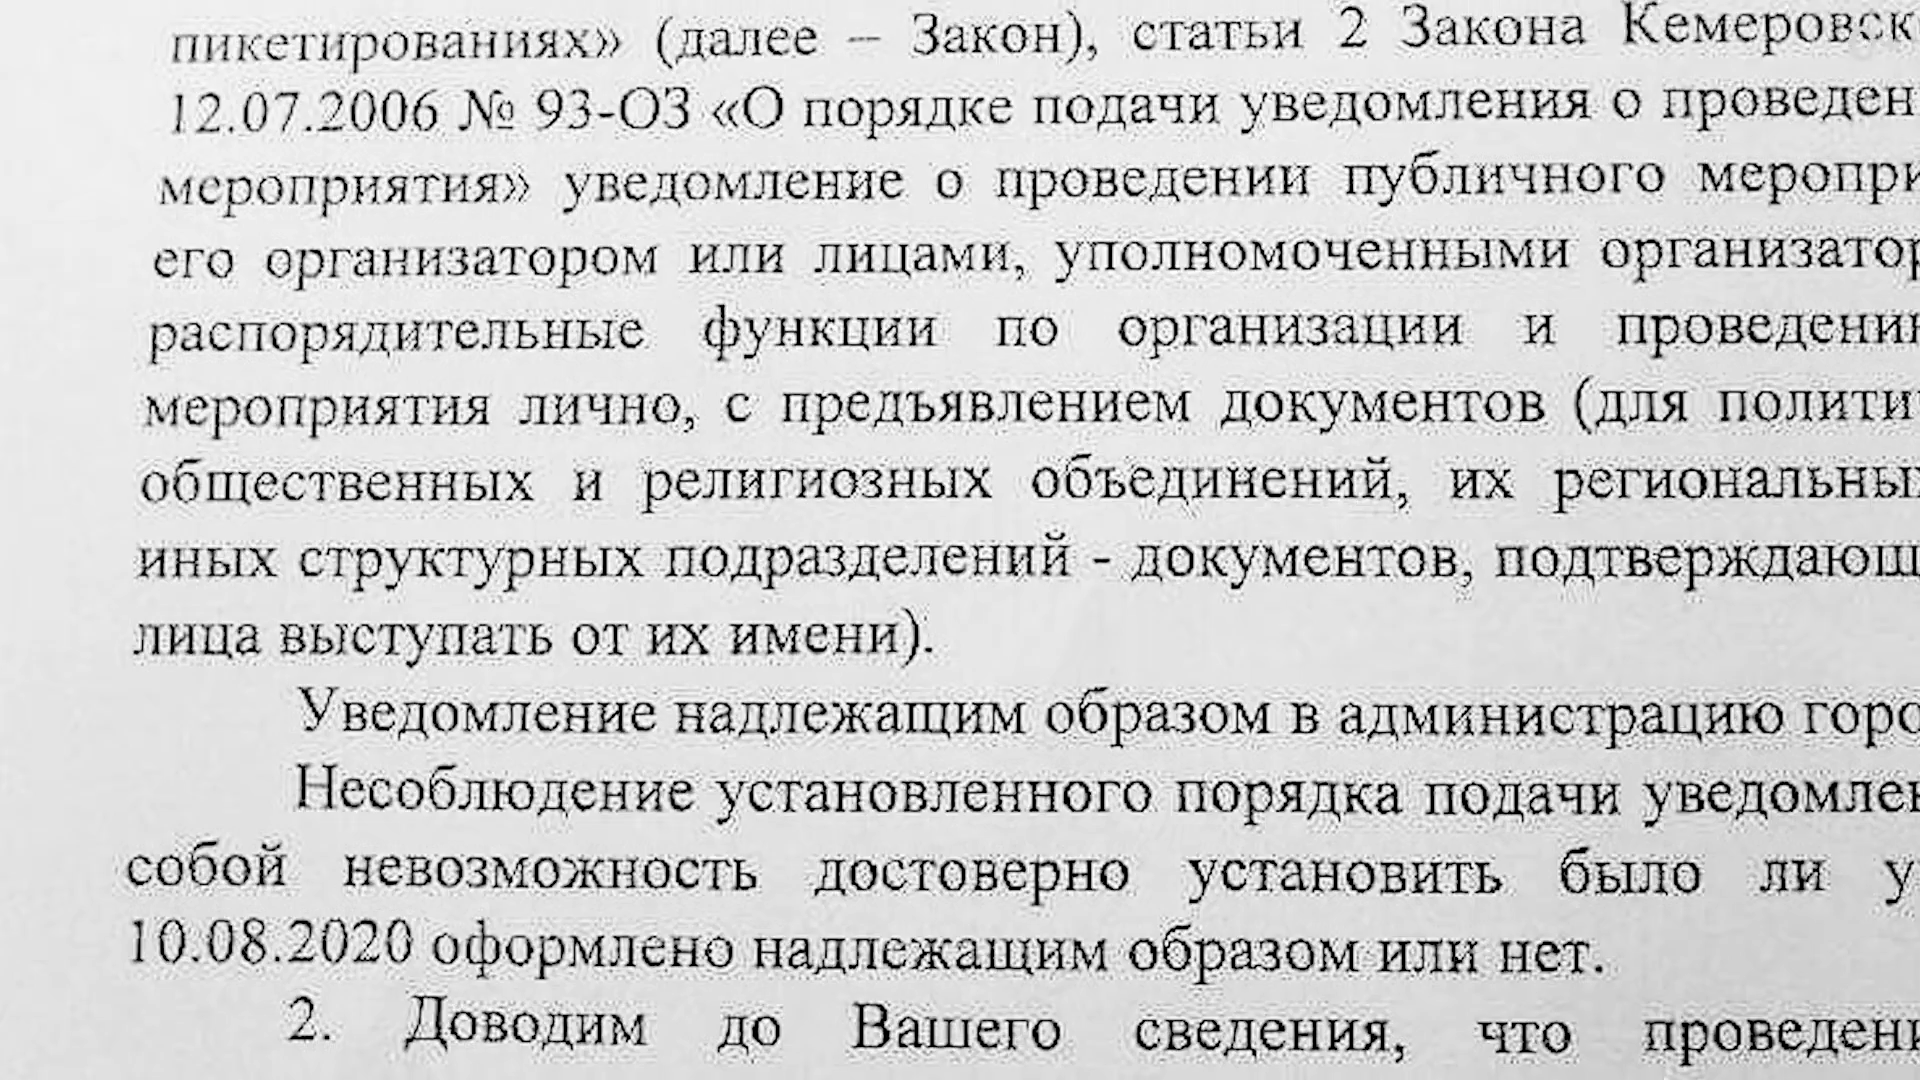 пикетированиях» (далее – Закон), статьи 2 Закона Кемеровск
12.07.2006 № 93-ОЗ «О порядке подачи уведомления о проведен
мероприятия» уведомление о проведении публичного меропри
его организатором или лицами, уполномоченными организатор
распорядительные функции по организации и проведени
мероприятия лично, с предъявлением документов (для полити
общественных и религиозных объединений, их региональны
иных структурных подразделений - документов, подтверждающ
лица выступать от их имени).
Уведомление надлежащим образом в администрацию горо
Несоблюдение установленного порядка подачи уведомлен
собой невозможность достоверно установить было ли у
10.08.2020 оформлено надлежащим образом или нет.
2. Доводим до Вашего сведения, что проведени